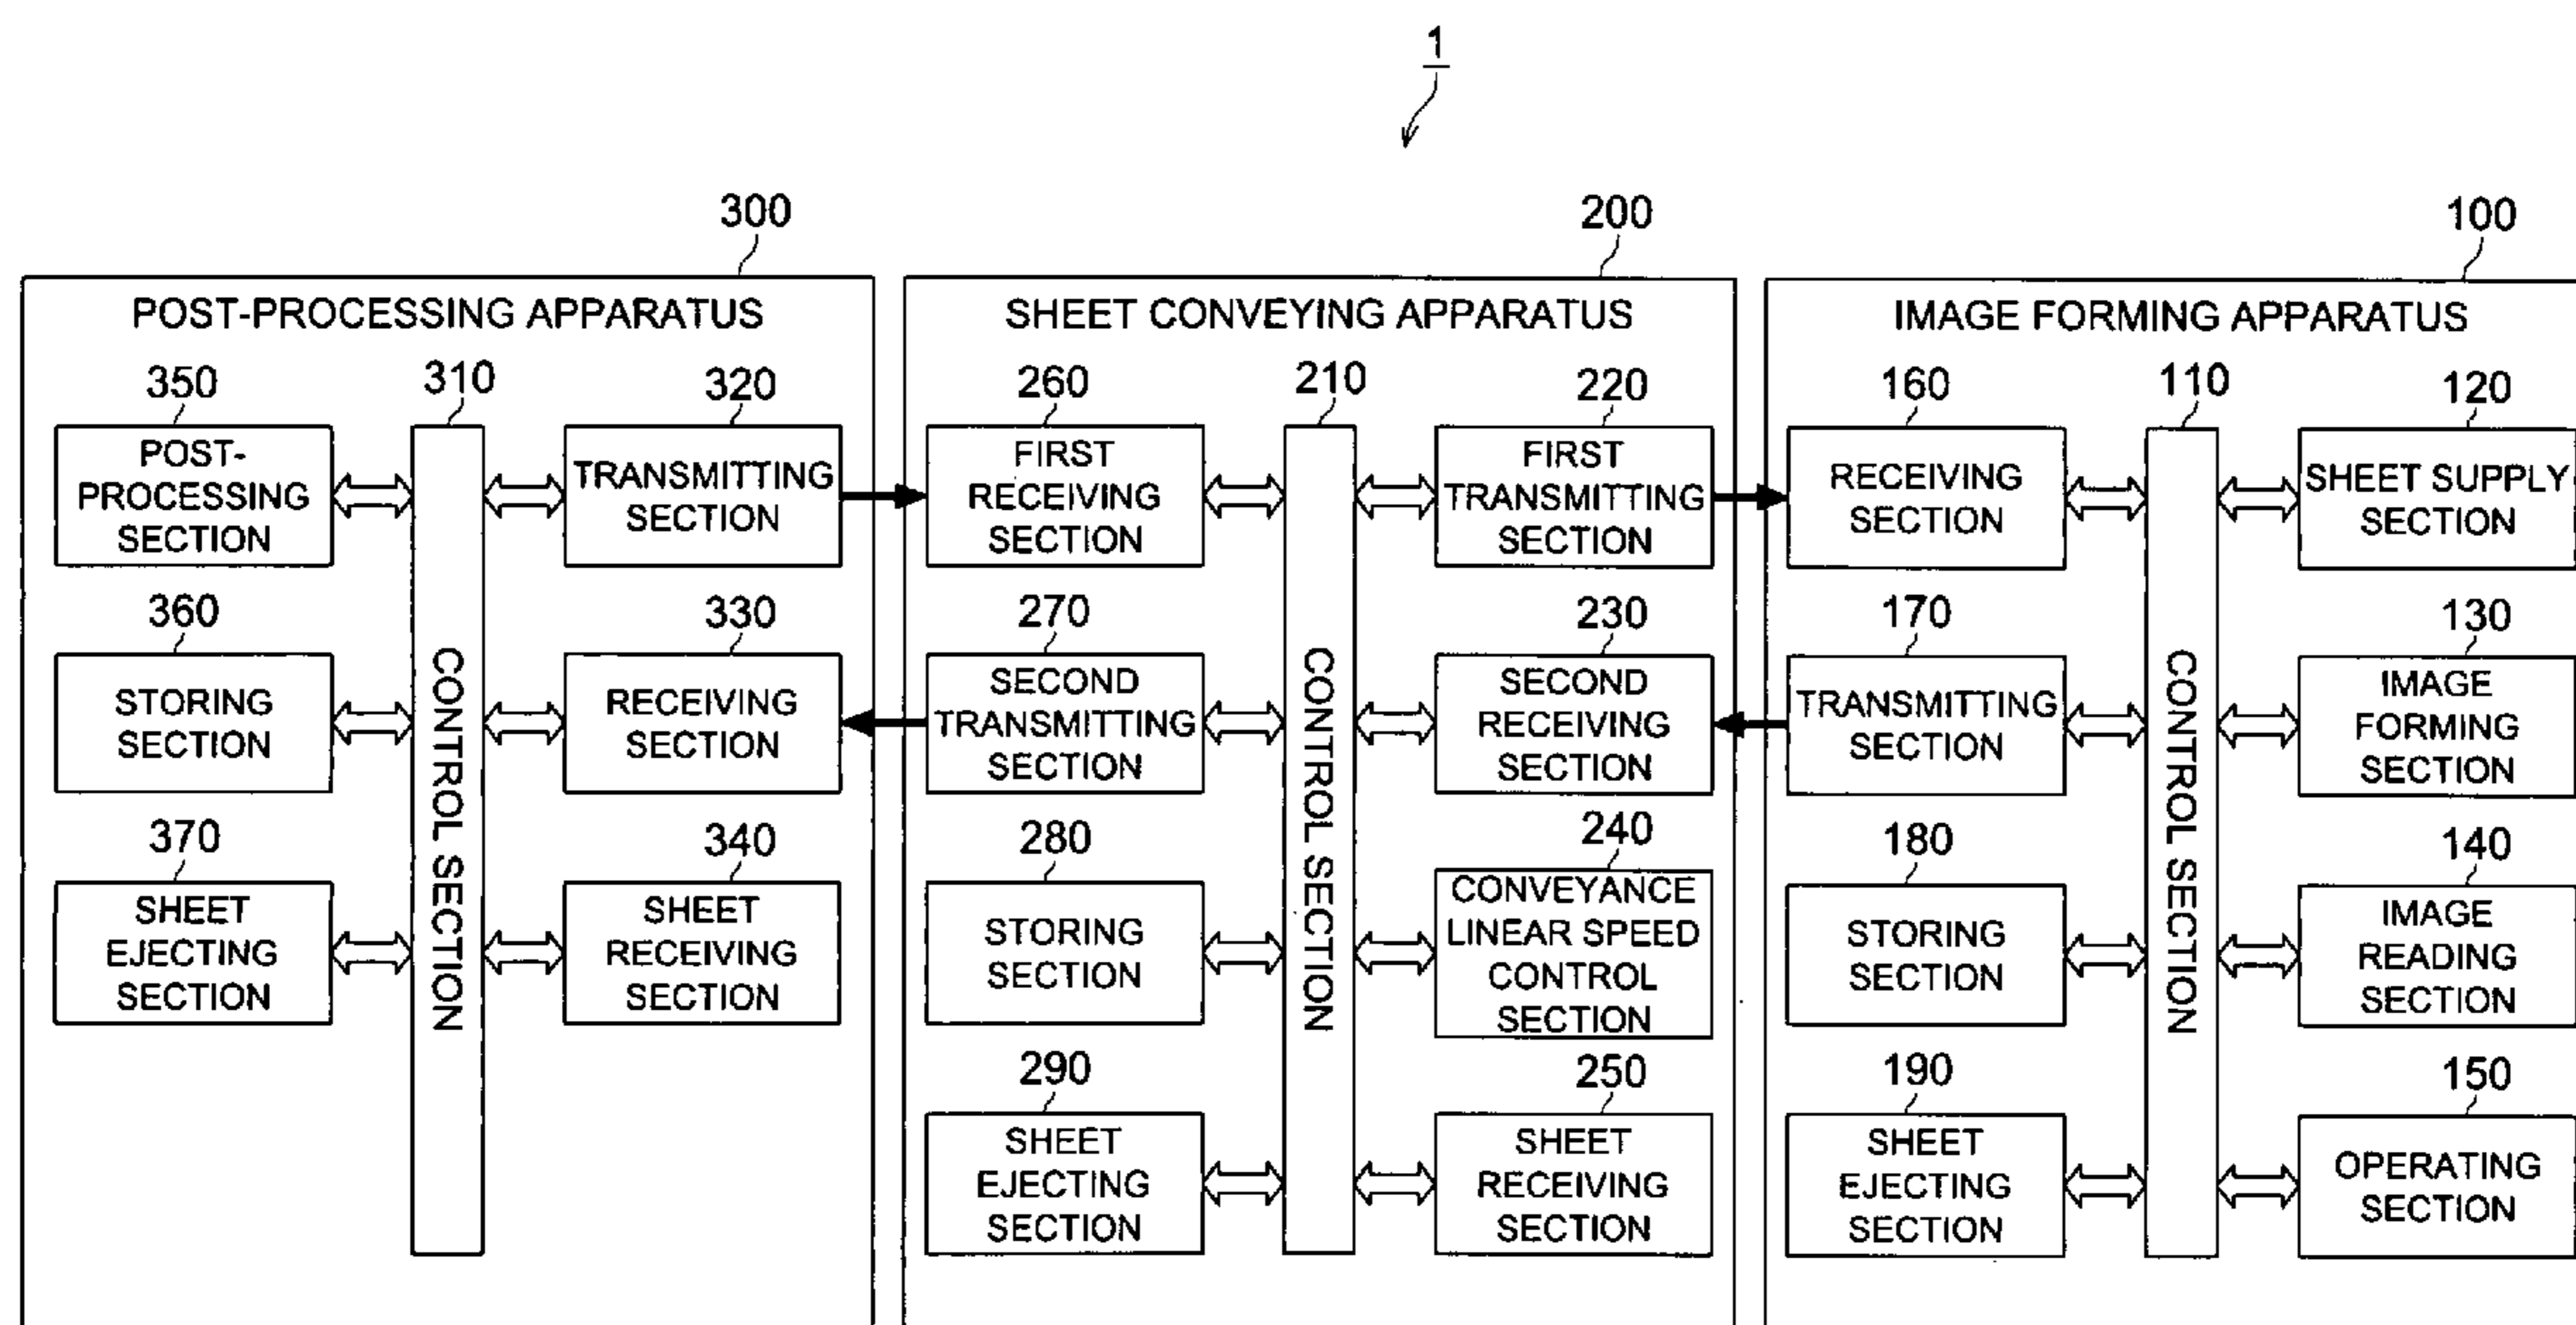 1
300
200
100
POST-PROCESSING APPARATUS
SHEET CONVEYING APPARATUS
IMAGE FORMING APPARATUS
350
310
320
260
210
220
160
110
120
POST-
PROCESSING
SECTION
TRANSMITTING
SECTION
FIRST
RECEIVING
SECTION
FIRST
TRANSMITTING
SECTION
RECEIVING
SECTION
SHEET SUPPLY
SECTION
360
330
270
230
170
130
STORING
SECTION
CONTROL SECTION
RECEIVING
SECTION
SECOND
TRANSMITTING
SECTION
CONTROL SECTION
SECOND
RECEIVING
SECTION
TRANSMITTING
SECTION
CONTROL SECTION
IMAGE
FORMING
SECTION
370
340
280
240
180
140
SHEET
EJECTING
SECTION
SHEET
RECEIVING
SECTION
STORING
SECTION
CONVEYANCE
LINEAR SPEED
CONTROL
SECTION
STORING
SECTION
IMAGE
READING
SECTION
290
250
190
150
SHEET
EJECTING
SECTION
SHEET
RECEIVING
SECTION
SHEET
EJECTING
SECTION
OPERATING
SECTION